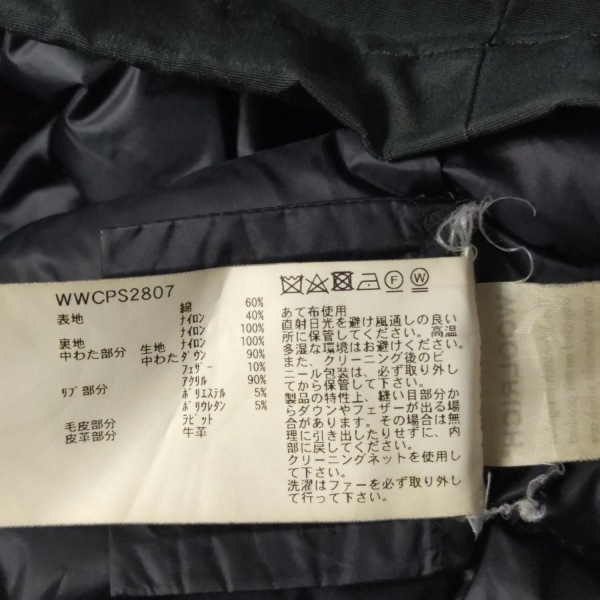 WWCPS2807
表地 綿 60%
ナイロン 40%
裏地 ナイロン 100%
中わた部分 生地 ナイロン 100%
中わた ダウン 90%
フェザー 10%
リブ部分 アクリル 90%
ポリエステル 5%
ポリウレタン 5%
毛皮部分 ラビット
皮革部分 牛革
F W
あて布使用
直射日光を避け風通しの良い
所に保管してください。高温
多湿な環境はお避け下さい。
また、クリーニング後のビ
ニール包装は、必ず取り外し
てから保管して下さい。
製品の特性上、縫い目部分か
らダウンやフェザーが出る場
合があります。その場合は無
理に引き出したりせずに、内
部に戻してください。
クリーニングネットを使用し
て下さい。
洗濯はファーを必ず取り外し
て行って下さい。